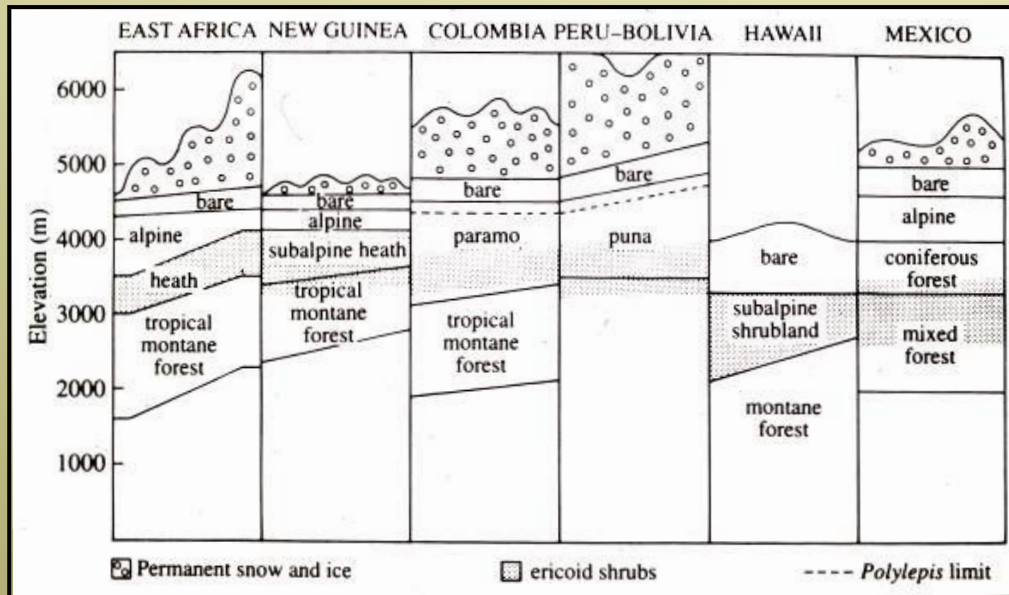 EAST AFRICA NEW GUINEA COLOMBIA PERU–BOLIVIA HAWAII MEXICO
Elevation (m)
6000
5000
4000
3000
2000
1000
bare
alpine
heath
tropical
montane
forest
bare
alpine
subalpine heath
tropical
montane
forest
bare
paramo
tropical
montane
forest
bare
puna
bare
subalpine
shrubland
montane
forest
bare
alpine
coniferous
forest
mixed
forest
Permanent snow and ice ericoid shrubs Polylepis limit